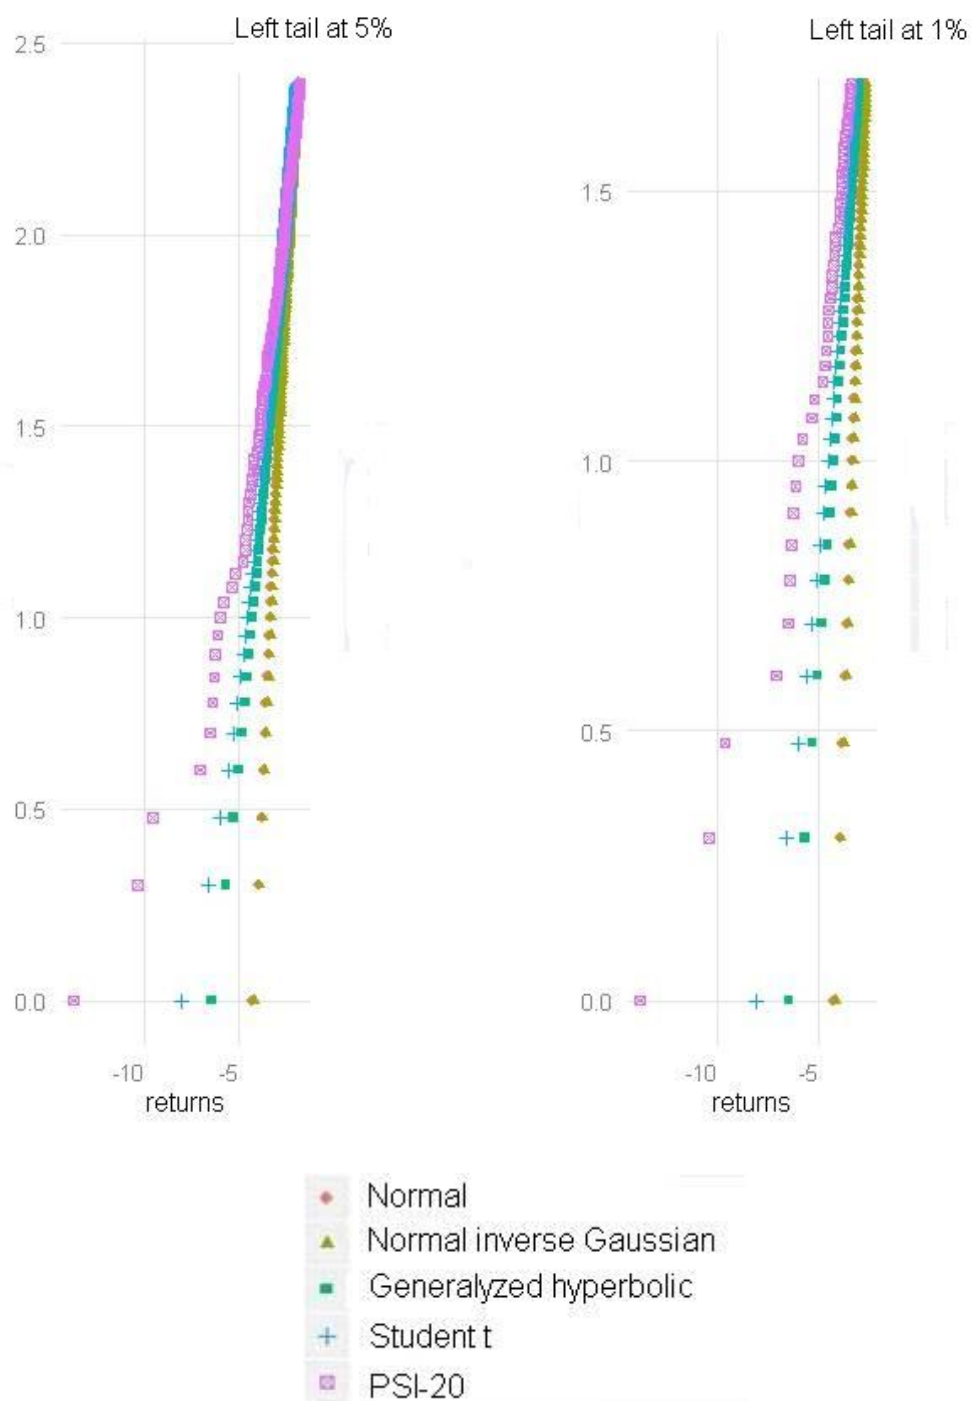 Left tail at 5%
2.5
2.0
1.5
1.0
0.5
0.0
-10 -5
returns
Left tail at 1%
1.5
1.0
0.5
0.0
-10 -5
returns
Normal
Normal inverse Gaussian
Generalyzed hyperbolic
Student t
PSI-20